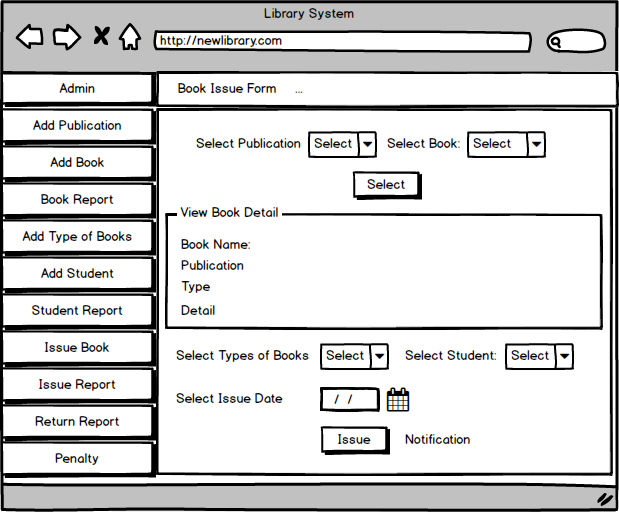 Library System
http://newlibrary.com
Admin
Book Issue Form ...
Add Publication
Add Book
Book Report
Add Type of Books
Add Student
Student Report
Issue Book
Issue Report
Return Report
Penalty
Select Publication Select Select Book: Select
Select
View Book Detail
Book Name:
Publication
Type
Detail
Select Types of Books Select Select Student: Select
Select Issue Date / /
Issue Notification